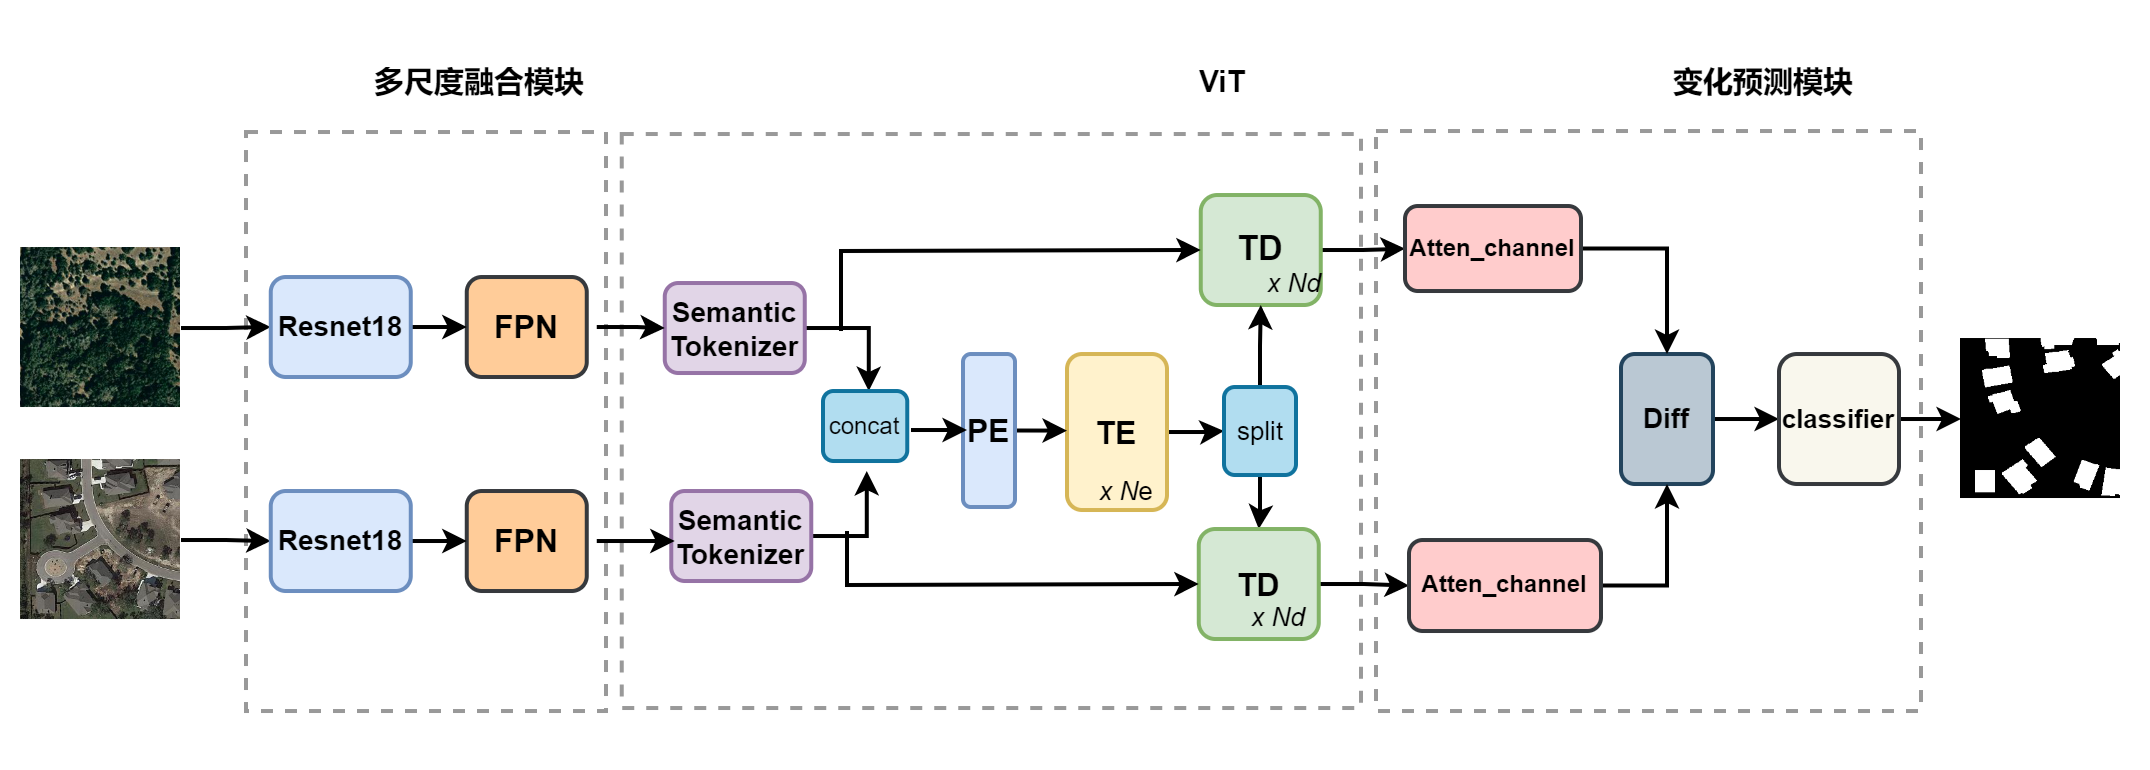 多尺度融合模块
ViT
变化预测模块
Resnet18
FPN
Semantic
Tokenizer
TD
x Nd
Atten_channel
concat
PE
TE
x Ne
split
Diff
classifier
Resnet18
FPN
Semantic
Tokenizer
TD
x Nd
Atten_channel